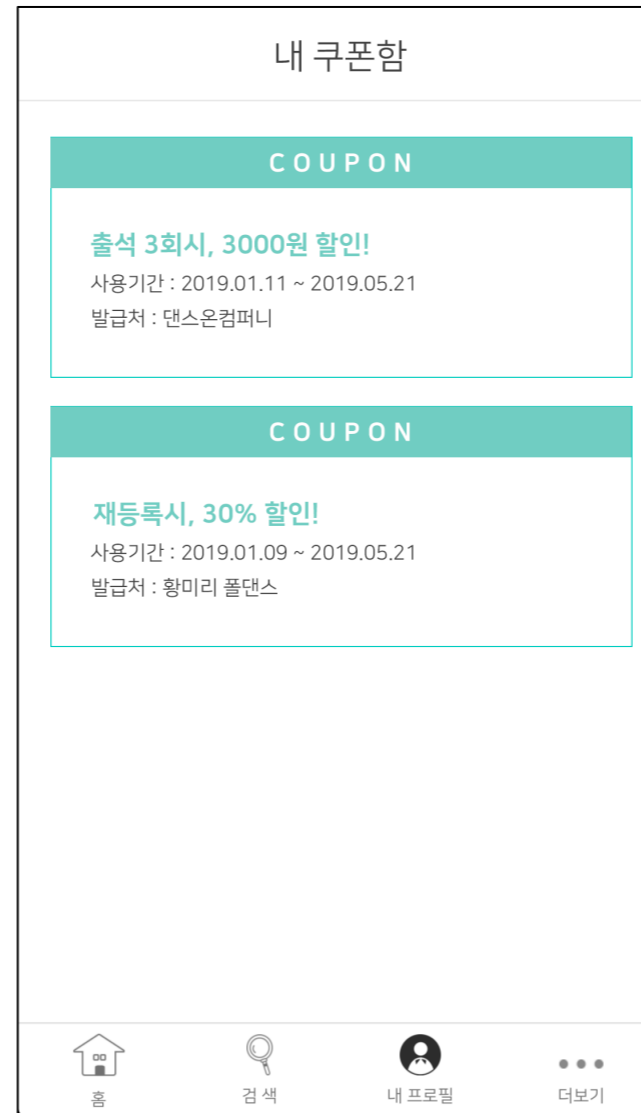 내 쿠폰함
COUPON
출석 3회시, 3000원 할인!
사용기간 : 2019.01.11 ~ 2019.05.21
발급처 : 댄스온컴퍼니
COUPON
재등록시, 30% 할인!
사용기간 : 2019.01.09 ~ 2019.05.21
발급처 : 황미리 폴댄스
홈 검색 내 프로필 더보기